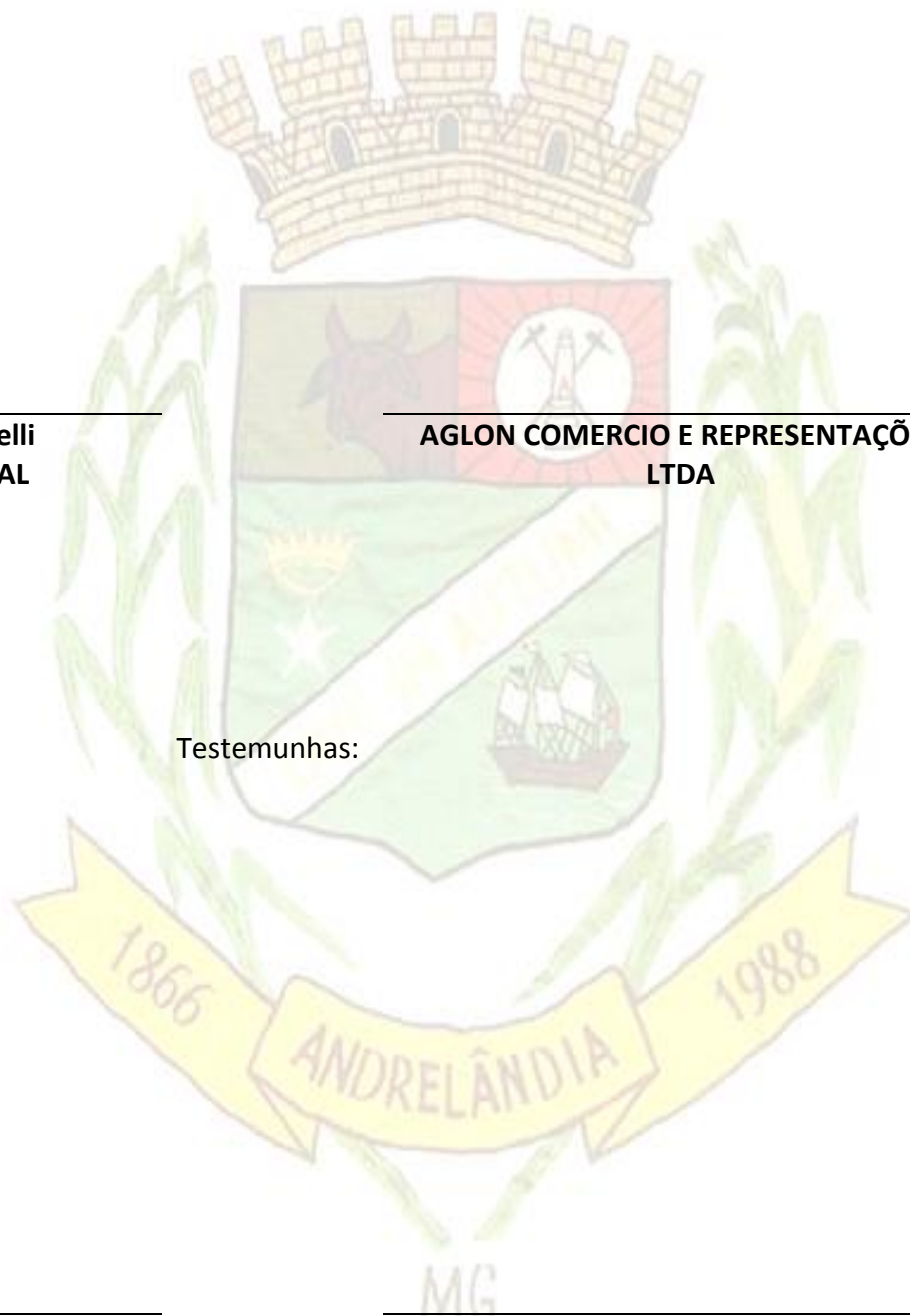 elli
AL
AGLON COMERCIO E REPRESENTAÇÕ
LTDA
Testemunhas:
1866
ANDRELÂNDIA
1988
MG